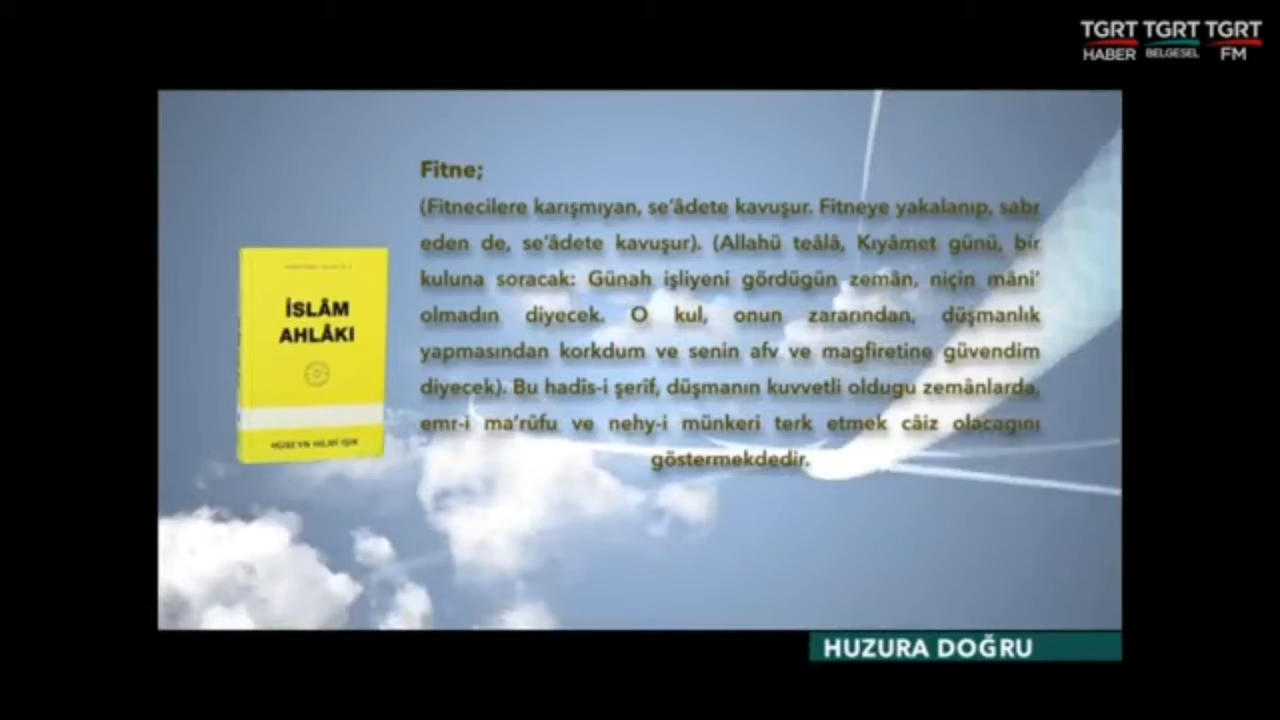 TGRT TGRT TGRT
HABER BELGESEL FM
Fitne;
(Fitnecilere karışmıyan, se'âdete kavuşur. Fitneye yakalanıp, sabr
eden de, se'âdete kavuşur). (Allahü teâlâ, Kıyâmet günü, bir
kuluna soracak: Günah işliyeni gördügün zemân, niçin mâni'
olmadın diyecek. O kul, onun zararından, düşmanlık
yapmasından korkdum ve senin afv ve magfiretine güvendim
diyecek). Bu hadîs-i şerîf, düşmanın kuvvetli oldugu zemânlarda,
emr-i ma'rûfu ve nehy-i münkeri terk etmek câiz olacagını
göstermekdedir.
İSLÂM
AHLÂKI
HÜSEYN HİLMİ IŞIK
HUZURA DOĞRU